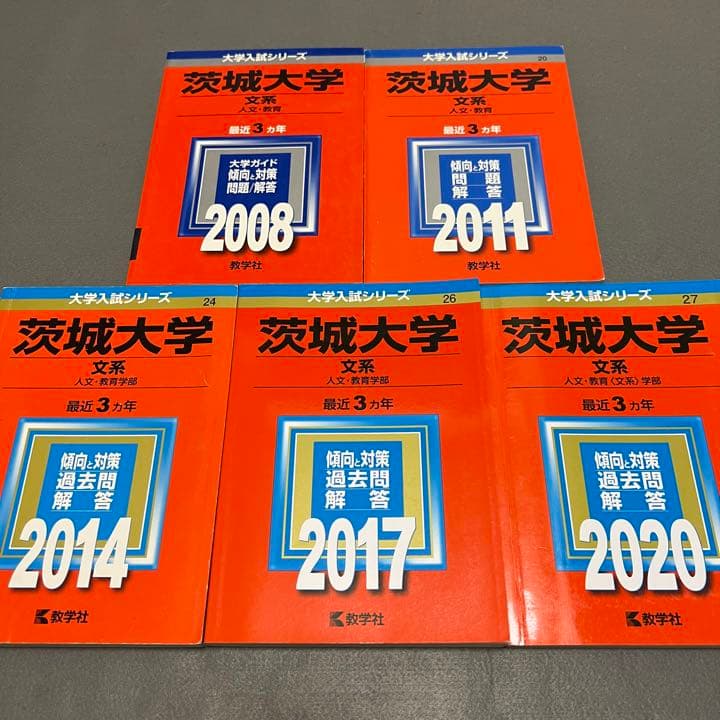 大学入試シリーズ
茨城大学
文系
人文・教育
最近3ヵ年
大学ガイド
傾向と対策
問題/解答
2008
教学社
大学入試シリーズ
20
茨城大学
文系
人文・教育
最近3ヵ年
傾向と対策
問題
解答
2011
教学社
大学入試シリーズ
24
茨城大学
文系
人文・教育学部
最近3ヵ年
傾向と対策
過去問
解答
2014
教学社
大学入試シリーズ
26
茨城大学
文系
人文・教育学部
最近3ヵ年
傾向と対策
過去問
解答
2017
教学社
大学入試シリーズ
27
茨城大学
文系
人文・教育〈文系〉学部
最近3ヵ年
傾向と対策
過去問
解答
2020
教学社